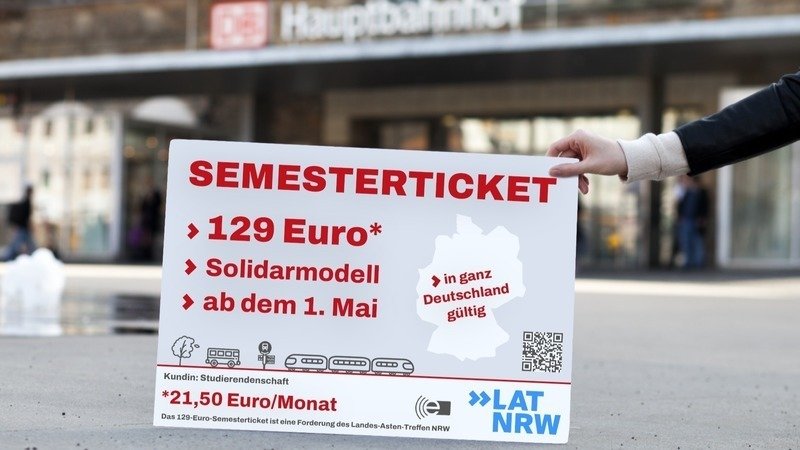 DB Hauptbahnhof
SEMESTERTICKET
129 Euro*
Solidarmodell
ab dem 1. Mai
in ganz
Deutschland
gültig
Kundin: Studierendenschaft
*21,50 Euro/Monat
Das 129-Euro-Semesterticket ist eine Forderung des Landes-Asten-Treffen NRW
e
LAT
NRW